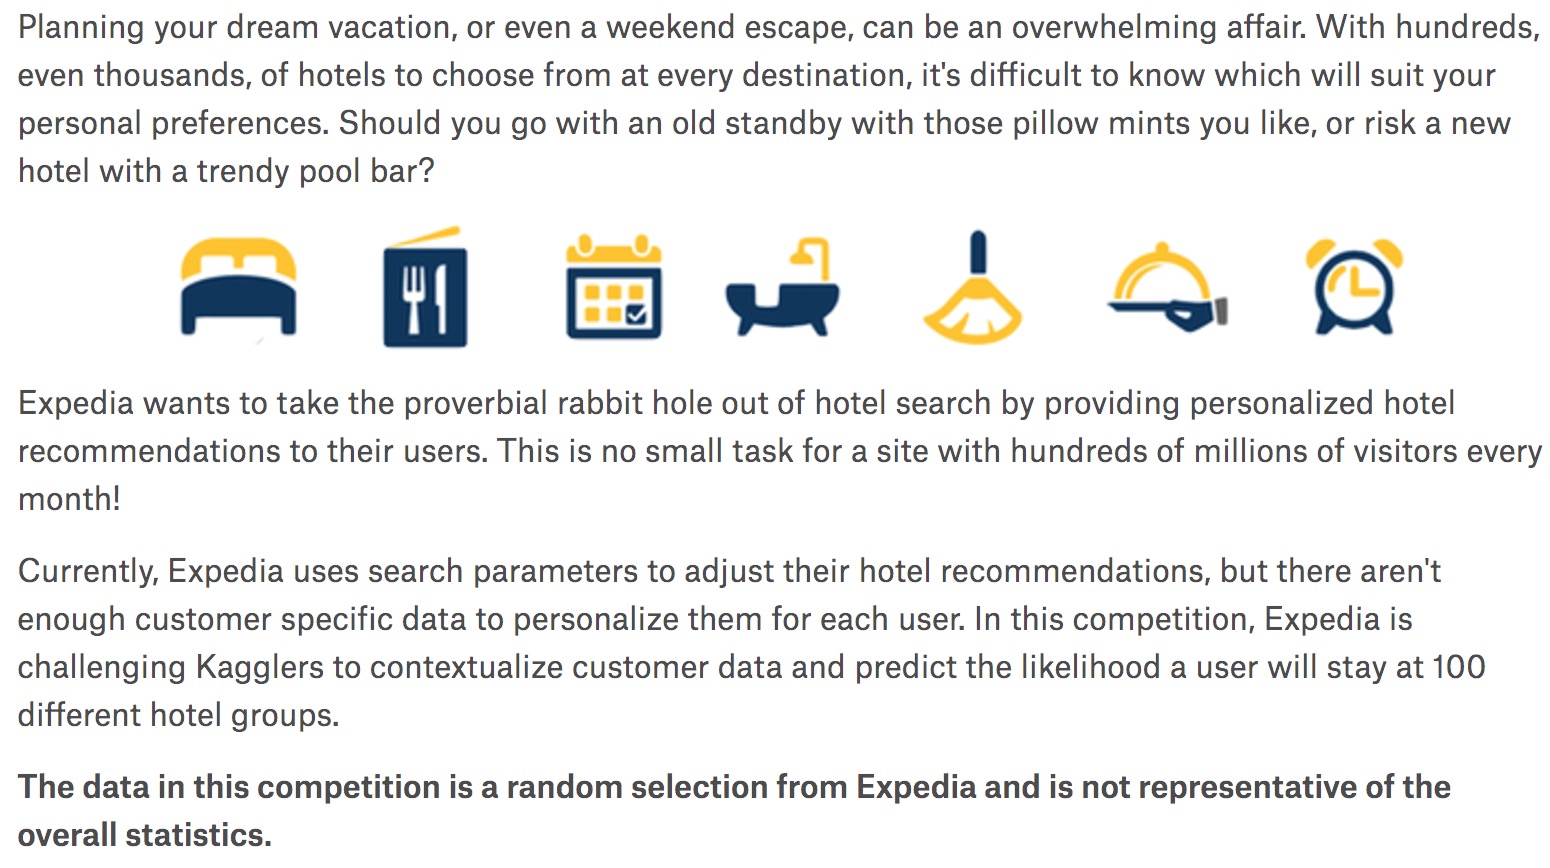 Planning your dream vacation, or even a weekend escape, can be an overwhelming affair. With hundreds,
even thousands, of hotels to choose from at every destination, it's difficult to know which will suit your
personal preferences. Should you go with an old standby with those pillow mints you like, or risk a new
hotel with a trendy pool bar?
Expedia wants to take the proverbial rabbit hole out of hotel search by providing personalized hotel
recommendations to their users. This is no small task for a site with hundreds of millions of visitors every
month!
Currently, Expedia uses search parameters to adjust their hotel recommendations, but there aren't
enough customer specific data to personalize them for each user. In this competition, Expedia is
challenging Kagglers to contextualize customer data and predict the likelihood a user will stay at 100
different hotel groups.
The data in this competition is a random selection from Expedia and is not representative of the
overall statistics.